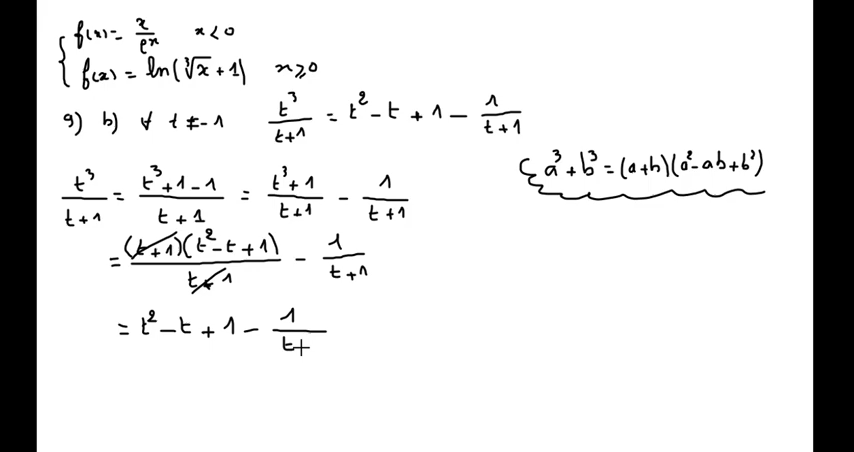 f(x) = x/e^x    x < 0
f(x) = ln(∛x + 1)    x ≥ 0
9) b) ∀ t ≠ -1    t³/(t+1) = t² - t + 1 - 1/(t+1)
a³ + b³ = (a+b)(a² - ab + b²)
t³/(t+1) = (t³+1-1)/(t+1) = (t³+1)/(t+1) - 1/(t+1)
= (t+1)(t² - t + 1)/(t+1) - 1/(t+1)
= t² - t + 1 - 1/(t+